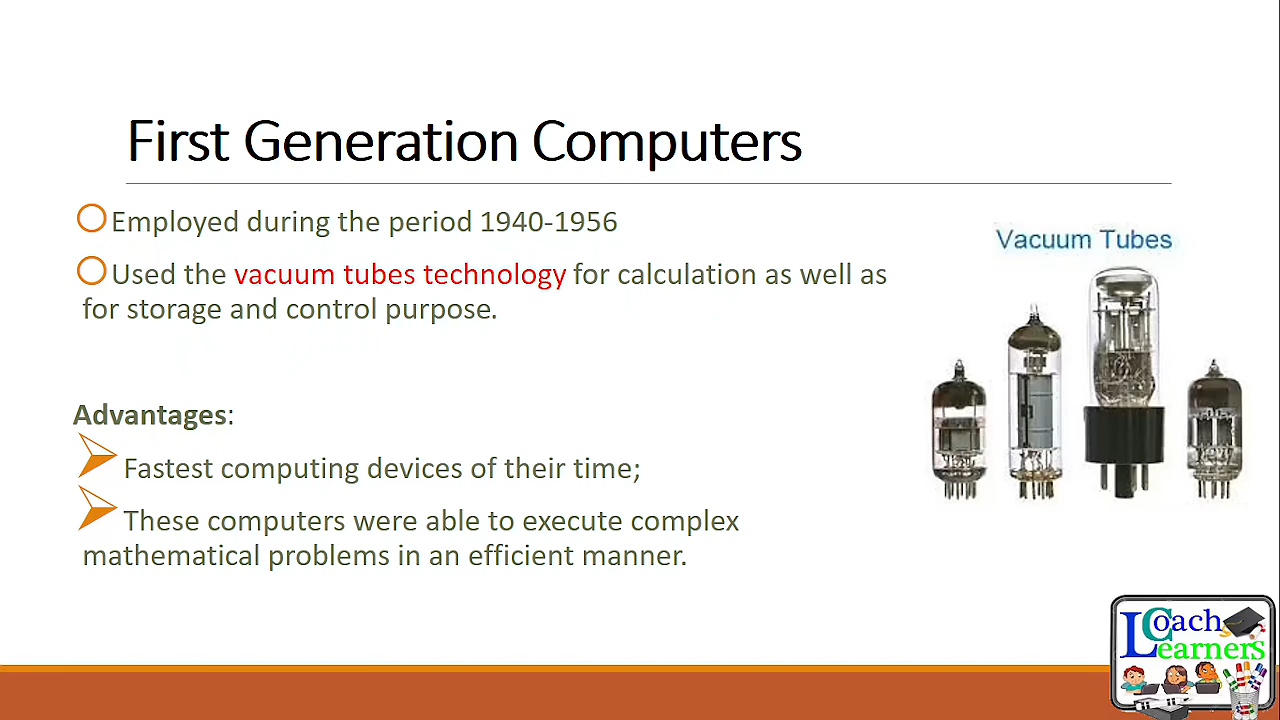 First Generation Computers
Employed during the period 1940-1956
Used the vacuum tubes technology for calculation as well as
for storage and control purpose.
Advantages:
Fastest computing devices of their time;
These computers were able to execute complex
mathematical problems in an efficient manner.
Vacuum Tubes
Coach
Learners